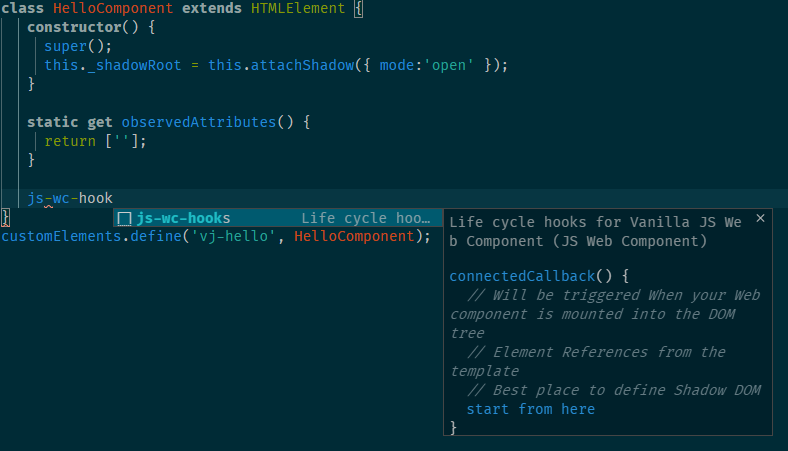 class HelloComponent extends HTMLElement {
constructor() {
super();
this._shadowRoot = this.attachShadow({ mode:'open' });
}
static get observedAttributes() {
return [''];
}
js-wc-hook
}
js-wc-hooks Life cycle hoo…
customElements.define('vj-hello', HelloComponent);
Life cycle hooks for Vanilla JS We
b Component (JS Web Component)
connectedCallback() {
// Will be triggered When your Web
component is mounted into the DOM
tree
// Element References from the
template
// Best place to define Shadow DOM
start from here
}